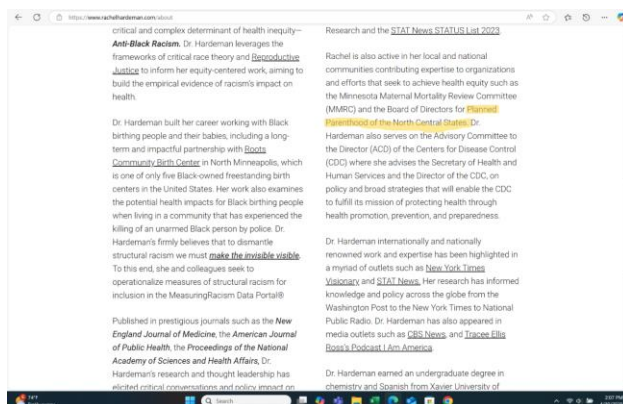 https://www.rachelhardeman.com/about
critical and complex determinant of health inequity—
Anti-Black Racism. Dr. Hardeman leverages the
frameworks of critical race theory and Reproductive
Justice to inform her equity-centered work, aiming to
build the empirical evidence of racism's impact on
health.
Dr. Hardeman built her career working with Black
birthing people and their babies, including a long-
term and impactful partnership with Roots
Community Birth Center in North Minneapolis, which
is one of only five Black-owned freestanding birth
centers in the United States. Her work also examines
the potential health impacts for Black birthing people
when living in a community that has experienced the
killing of an unarmed Black person by police. Dr.
Hardeman's firmly believes that to dismantle
structural racism we must make the invisible visible.
To this end, she and colleagues seek to
operationalize measures of structural racism for
inclusion in the MeasuringRacism Data Portal®
Published in prestigious journals such as the New
England Journal of Medicine, the American Journal
of Public Health, the Proceedings of the National
Academy of Sciences and Health Affairs, Dr.
Hardeman's research and thought leadership has
elicited critical conversations and policy impact on
Research and the STAT News STATUS List 2023.
Rachel is also active in her local and national
communities contributing expertise to organizations
and efforts that seek to achieve health equity such as
the Minnesota Maternal Mortality Review Committee
(MMRC) and the Board of Directors for Planned
Parenthood of the North Central States. Dr.
Hardeman also serves on the Advisory Committee to
the Director (ACD) of the Centers for Disease Control
(CDC) where she advises the Secretary of Health and
Human Services and the Director of the CDC, on
policy and broad strategies that will enable the CDC
to fulfill its mission of protecting health through
health promotion, prevention, and preparedness.
Dr. Hardeman internationally and nationally
renowned work and expertise has been highlighted in
a myriad of outlets such as New York Times
Visionary and STAT News. Her research has informed
knowledge and policy across the globe from the
Washington Post to the New York Times to National
Public Radio. Dr. Hardeman has also appeared in
media outlets such as CBS News, and Tracee Ellis
Ross's Podcast I Am America.
Dr. Hardeman earned an undergraduate degree in
chemistry and Spanish from Xavier University of
Search